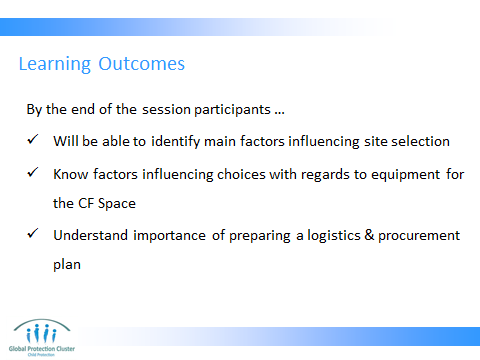 Learning Outcomes
By the end of the session participants …
✓ Will be able to identify main factors influencing site selection
✓ Know factors influencing choices with regards to equipment for
the CF Space
✓ Understand importance of preparing a logistics & procurement
plan
Global Protection Cluster
Child Protection